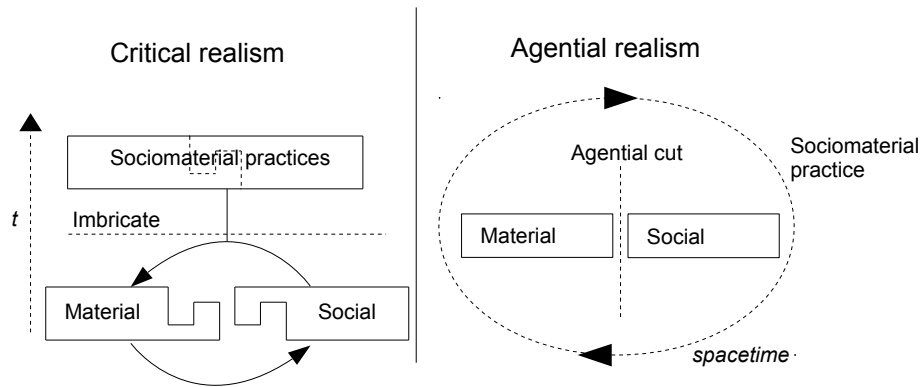 Critical realism
Sociomaterial practices
t
Imbricate
Material
Social
Agential realism
Agential cut
Sociomaterial
practice
Material
Social
spacetime